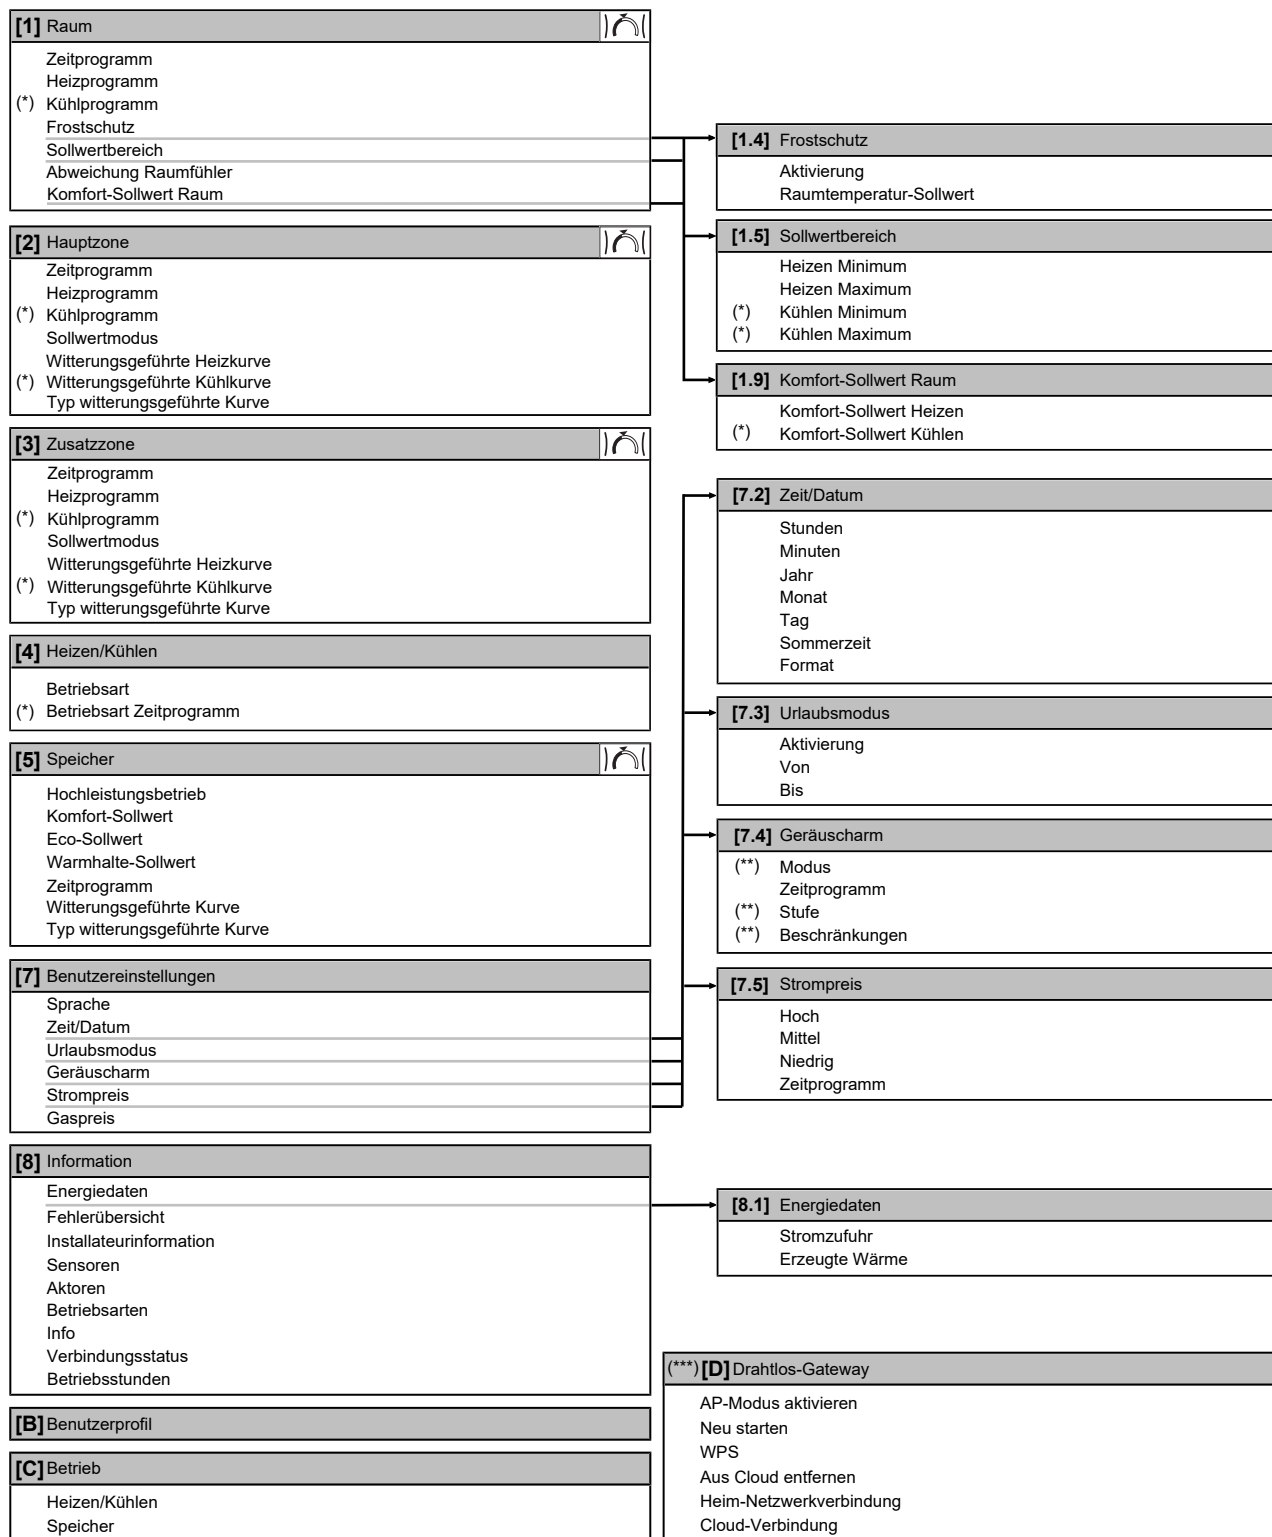 [1] Raum
Zeitprogramm
Heizprogramm
(*) Kühlprogramm
Frostschutz
Sollwertbereich
Abweichung Raumfühler
Komfort-Sollwert Raum
[2] Hauptzone
Zeitprogramm
Heizprogramm
(*) Kühlprogramm
Sollwertmodus
Witterungsgeführte Heizkurve
(*) Witterungsgeführte Kühlkurve
Typ witterungsgeführte Kurve
[3] Zusatzzone
Zeitprogramm
Heizprogramm
(*) Kühlprogramm
Sollwertmodus
Witterungsgeführte Heizkurve
(*) Witterungsgeführte Kühlkurve
Typ witterungsgeführte Kurve
[4] Heizen/Kühlen
Betriebsart
(*) Betriebsart Zeitprogramm
[5] Speicher
Hochleistungsbetrieb
Komfort-Sollwert
Eco-Sollwert
Warmhalte-Sollwert
Zeitprogramm
Witterungsgeführte Kurve
Typ witterungsgeführte Kurve
[7] Benutzereinstellungen
Sprache
Zeit/Datum
Urlaubsmodus
Geräuscharm
Strompreis
Gaspreis
[8] Information
Energiedaten
Fehlerübersicht
Installateurinformation
Sensoren
Aktoren
Betriebsarten
Info
Verbindungsstatus
Betriebsstunden
[B] Benutzerprofil
[C] Betrieb
Heizen/Kühlen
Speicher
[1.4] Frostschutz
Aktivierung
Raumtemperatur-Sollwert
[1.5] Sollwertbereich
Heizen Minimum
Heizen Maximum
(*) Kühlen Minimum
(*) Kühlen Maximum
[1.9] Komfort-Sollwert Raum
Komfort-Sollwert Heizen
(*) Komfort-Sollwert Kühlen
[7.2] Zeit/Datum
Stunden
Minuten
Jahr
Monat
Tag
Sommerzeit
Format
[7.3] Urlaubsmodus
Aktivierung
Von
Bis
[7.4] Geräuscharm
(**) Modus
Zeitprogramm
(**) Stufe
(**) Beschränkungen
[7.5] Strompreis
Hoch
Mittel
Niedrig
Zeitprogramm
[8.1] Energiedaten
Stromzufuhr
Erzeugte Wärme
(***) [D] Drahtlos-Gateway
AP-Modus aktivieren
Neu starten
WPS
Aus Cloud entfernen
Heim-Netzwerkverbindung
Cloud-Verbindung